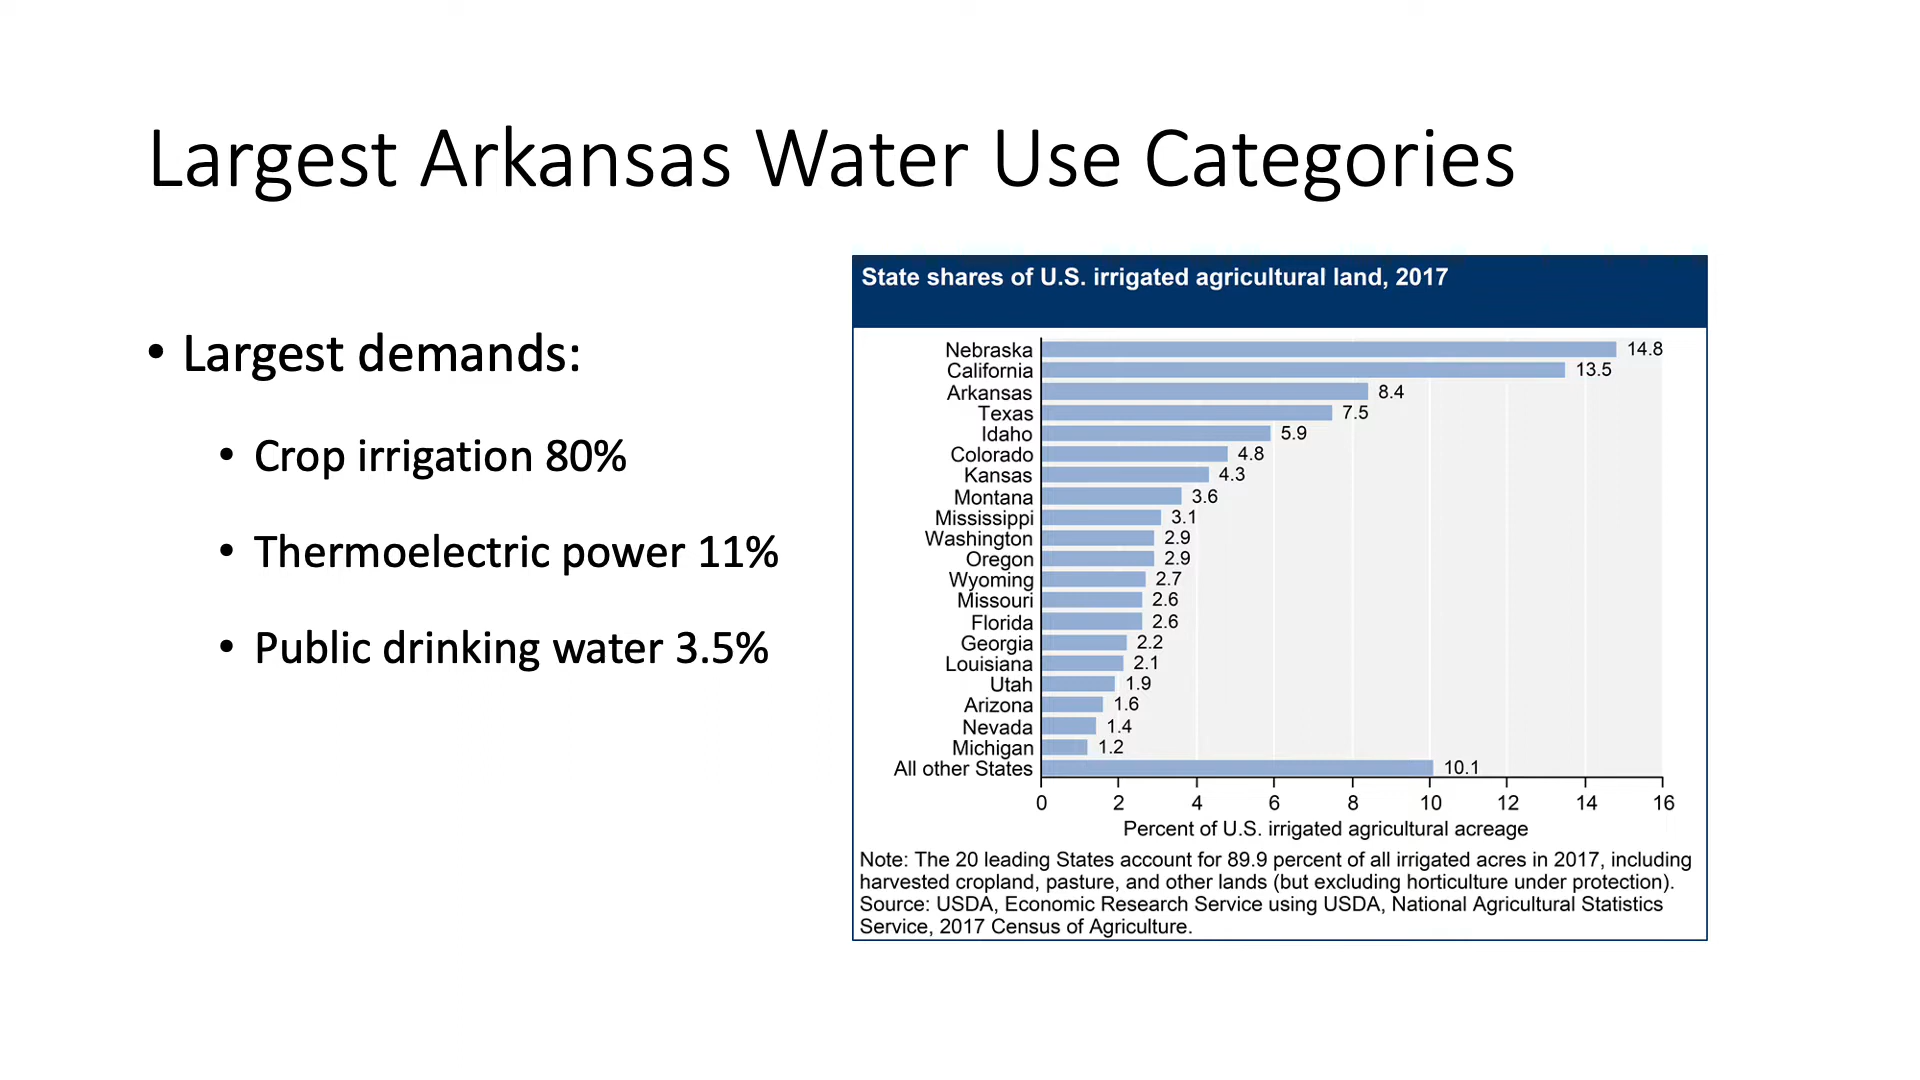 Largest Arkansas Water Use Categories
• Largest demands:
• Crop irrigation 80%
• Thermoelectric power 11%
• Public drinking water 3.5%
State shares of U.S. irrigated agricultural land, 2017
Nebraska 14.8
California 13.5
Arkansas 8.4
Texas 7.5
Idaho 5.9
Colorado 4.8
Kansas 4.3
Montana 3.6
Mississippi 3.1
Washington 2.9
Oregon 2.9
Wyoming 2.7
Missouri 2.6
Florida 2.6
Georgia 2.2
Louisiana 2.1
Utah 1.9
Arizona 1.6
Nevada 1.4
Michigan 1.2
All other States 10.1
0 2 4 6 8 10 12 14 16
Percent of U.S. irrigated agricultural acreage
Note: The 20 leading States account for 89.9 percent of all irrigated acres in 2017, including
harvested cropland, pasture, and other lands (but excluding horticulture under protection).
Source: USDA, Economic Research Service using USDA, National Agricultural Statistics
Service, 2017 Census of Agriculture.